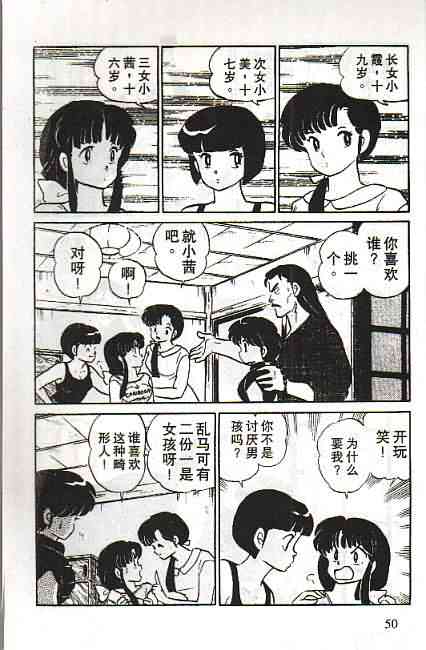 长女小
霞，十
九岁。
次女小
美，十
七岁。
三女小
茜，十
六岁。
你喜欢
谁？
挑一
个。
就小茜
吧。
啊！
对
呀！
开玩
笑！
为什么
要我？
你不是
讨厌男
孩吗？
乱马可有
二份一是
女孩呀！
谁喜欢
这种畸
形人！
CARIBBEAN
50